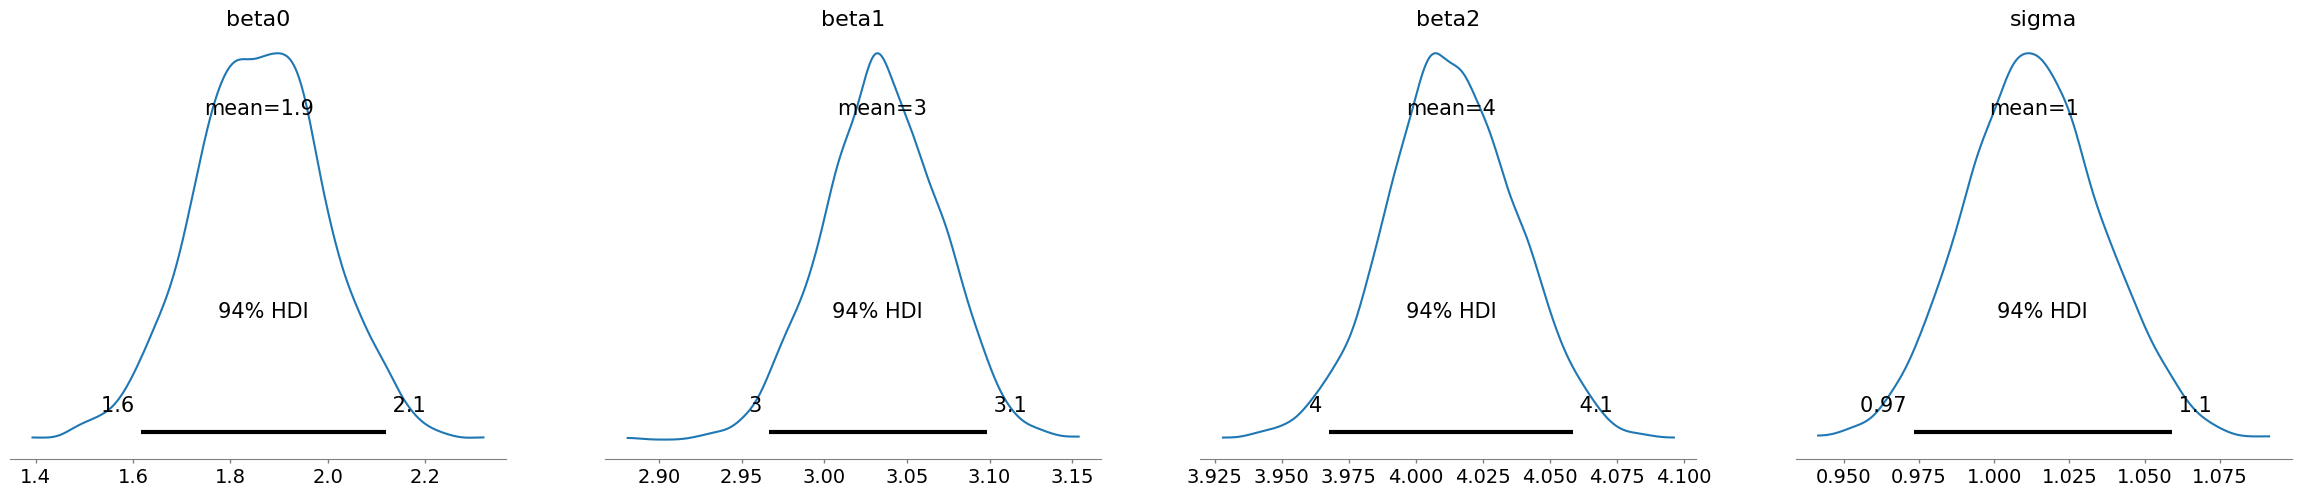 beta0
mean=1.9
94% HDI
1.6 2.1
1.4 1.6 1.8 2.0 2.2
beta1
mean=3
94% HDI
3 3.1
2.90 2.95 3.00 3.05 3.10 3.15
beta2
mean=4
94% HDI
4 4.1
3.925 3.950 3.975 4.000 4.025 4.050 4.075 4.100
sigma
mean=1
94% HDI
0.97 1.1
0.950 0.975 1.000 1.025 1.050 1.075